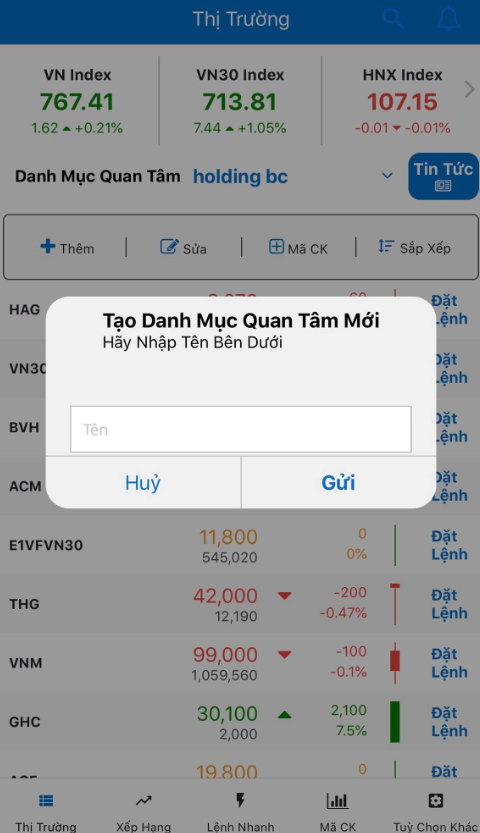 Thị Trường
VN Index
767.41
1.62 +0.21%
VN30 Index
713.81
7.44 +1.05%
HNX Index
107.15
-0.01 -0.01%
Danh Mục Quan Tâm holding bc
Tin Tức
Thêm
Sửa
Mã CK
Sắp Xếp
HAG
Đặt
Lệnh
Tạo Danh Mục Quan Tâm Mới
Hãy Nhập Tên Bên Dưới
Tên
Huỷ
Gửi
VN30
Đặt
Lệnh
BVH
Đặt
Lệnh
ACM
Đặt
Lệnh
E1VFVN30
11,800
545,020
0
0%
Đặt
Lệnh
THG
42,000
12,190
-200
-0.47%
Đặt
Lệnh
VNM
99,000
1,059,560
-100
-0.1%
Đặt
Lệnh
GHC
30,100
2,000
2,100
7.5%
Đặt
Lệnh
19,800
0
Đặt
Thị Trường
Xếp Hạng
Lệnh Nhanh
Mã CK
Tuỳ Chọn Khác